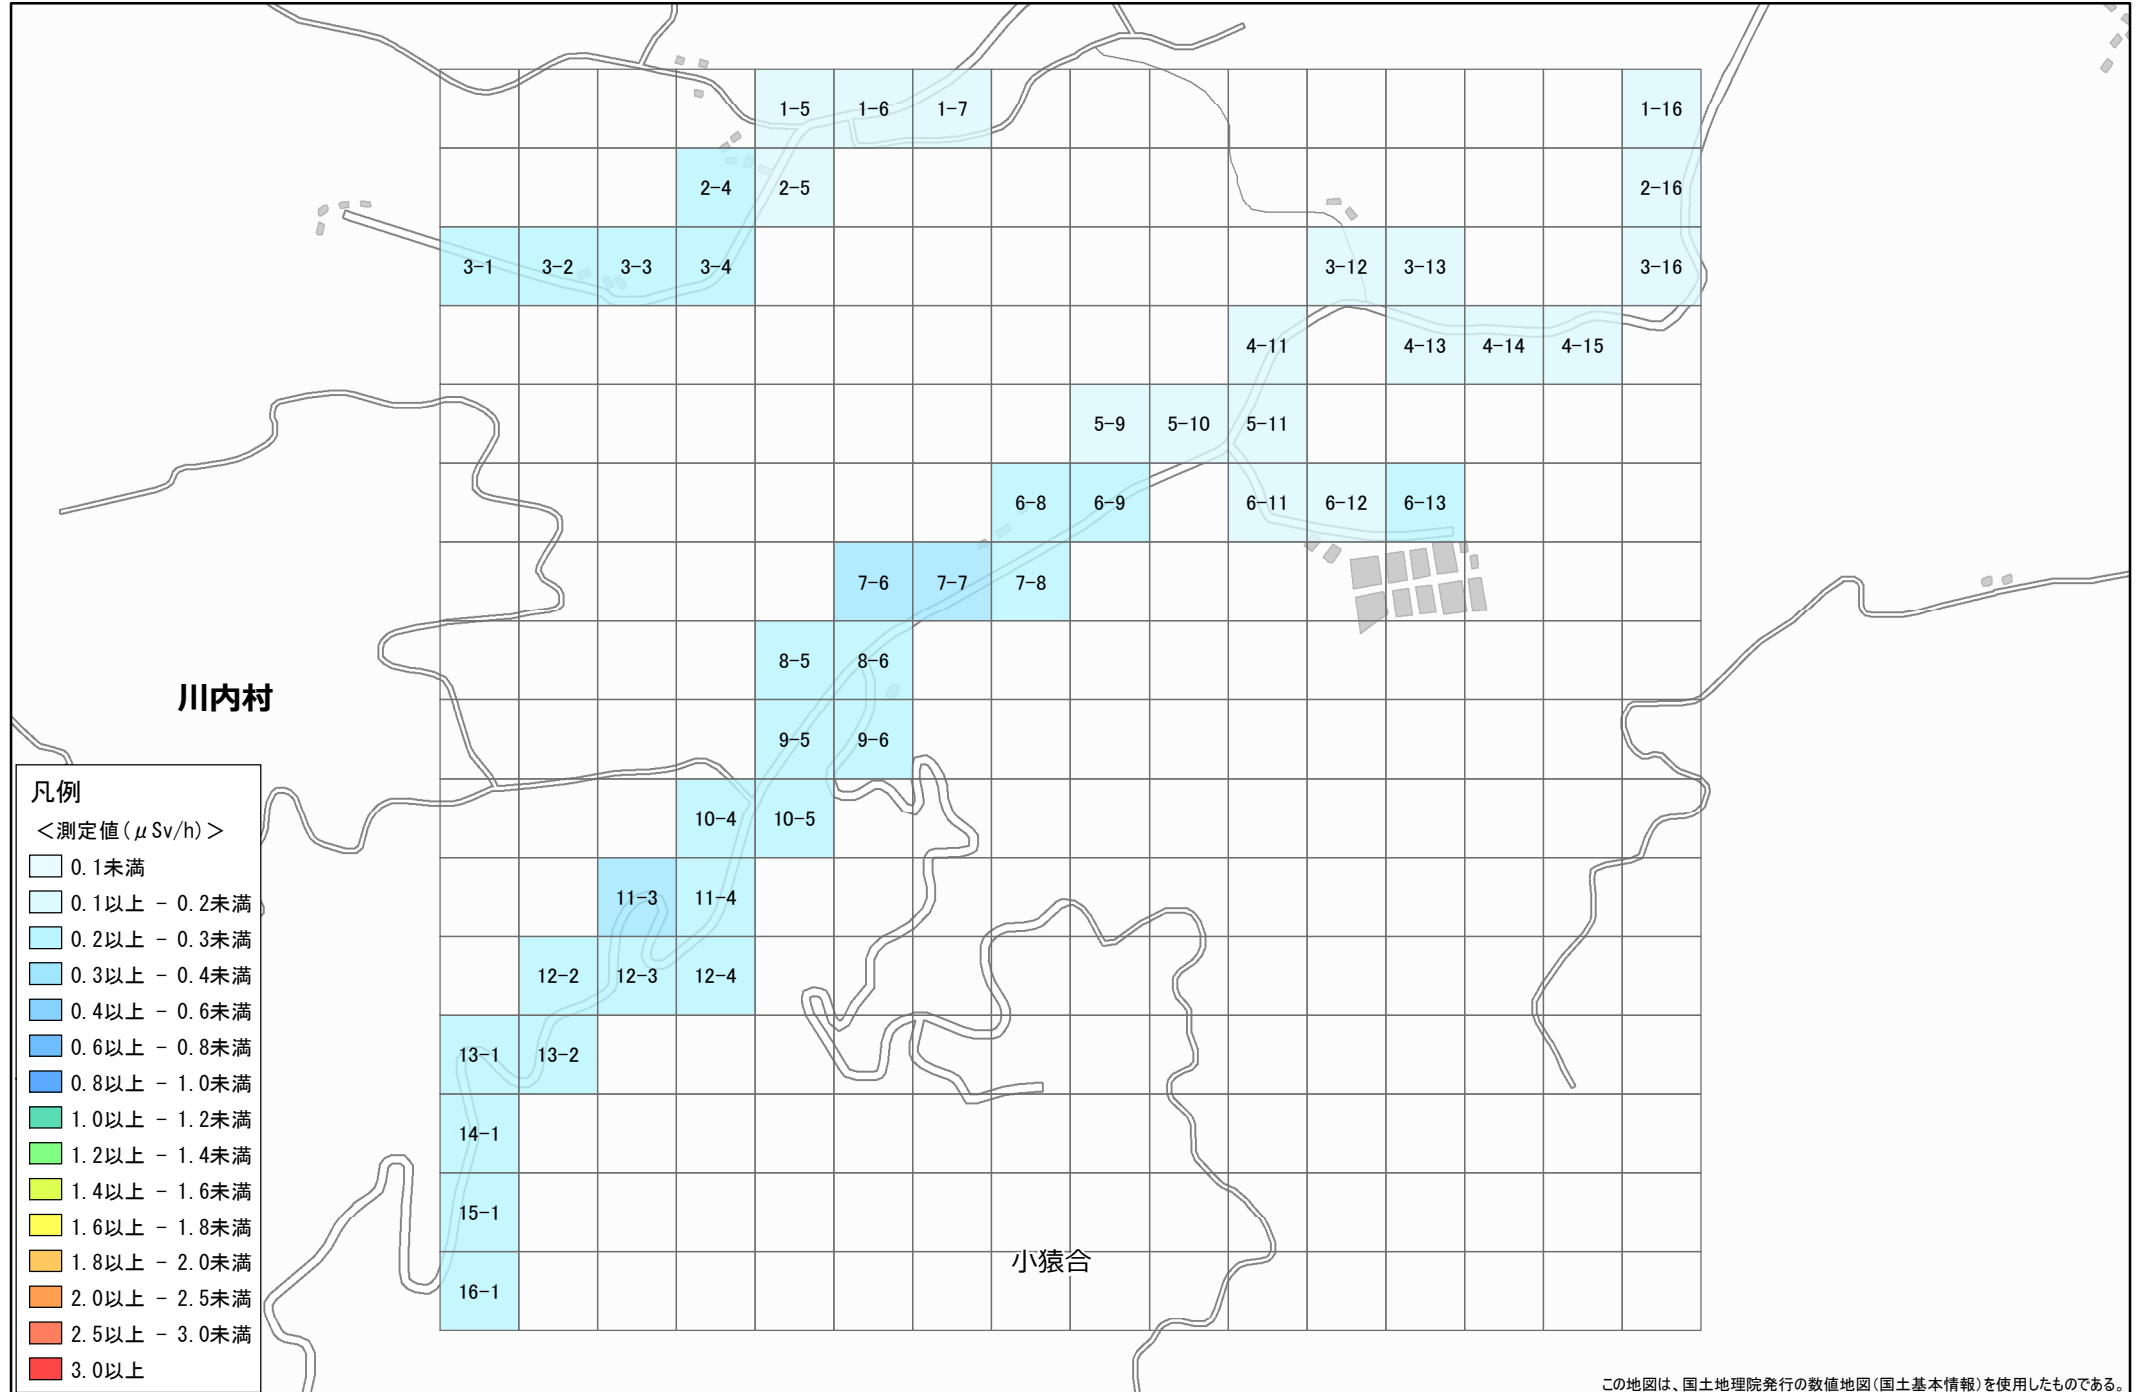 1-5 1-6 1-7 1-16
2-4 2-5 2-16
3-1 3-2 3-3 3-4 3-12 3-13 3-16
4-11 4-13 4-14 4-15
5-9 5-10 5-11
6-8 6-9 6-11 6-12 6-13
7-6 7-7 7-8
8-5 8-6
川内村
9-5 9-6
10-4 10-5
11-3 11-4
12-2 12-3 12-4
13-1 13-2
14-1
15-1
小猿合
16-1
凡例
＜測定値(μSv/h)＞
0.1未満
0.1以上 - 0.2未満
0.2以上 - 0.3未満
0.3以上 - 0.4未満
0.4以上 - 0.6未満
0.6以上 - 0.8未満
0.8以上 - 1.0未満
1.0以上 - 1.2未満
1.2以上 - 1.4未満
1.4以上 - 1.6未満
1.6以上 - 1.8未満
1.8以上 - 2.0未満
2.0以上 - 2.5未満
2.5以上 - 3.0未満
3.0以上
この地図は、国土地理院発行の数値地図(国土基本情報)を使用したものである。